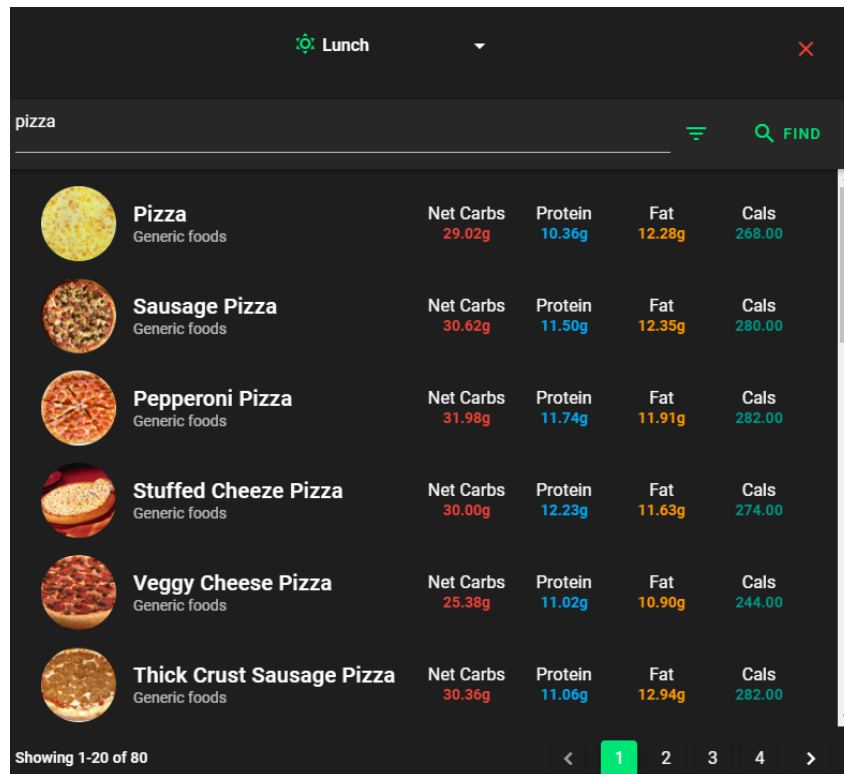 Lunch
pizza
FIND
Pizza
Generic foods
Net Carbs Protein Fat Cals
29.02g 10.36g 12.28g 268.00
Sausage Pizza
Generic foods
Net Carbs Protein Fat Cals
30.62g 11.50g 12.35g 280.00
Pepperoni Pizza
Generic foods
Net Carbs Protein Fat Cals
31.98g 11.74g 11.91g 282.00
Stuffed Cheeze Pizza
Generic foods
Net Carbs Protein Fat Cals
30.00g 12.23g 11.63g 274.00
Veggy Cheese Pizza
Generic foods
Net Carbs Protein Fat Cals
25.38g 11.02g 10.90g 244.00
Thick Crust Sausage Pizza
Generic foods
Net Carbs Protein Fat Cals
30.36g 11.06g 12.94g 282.00
Showing 1-20 of 80 1 2 3 4